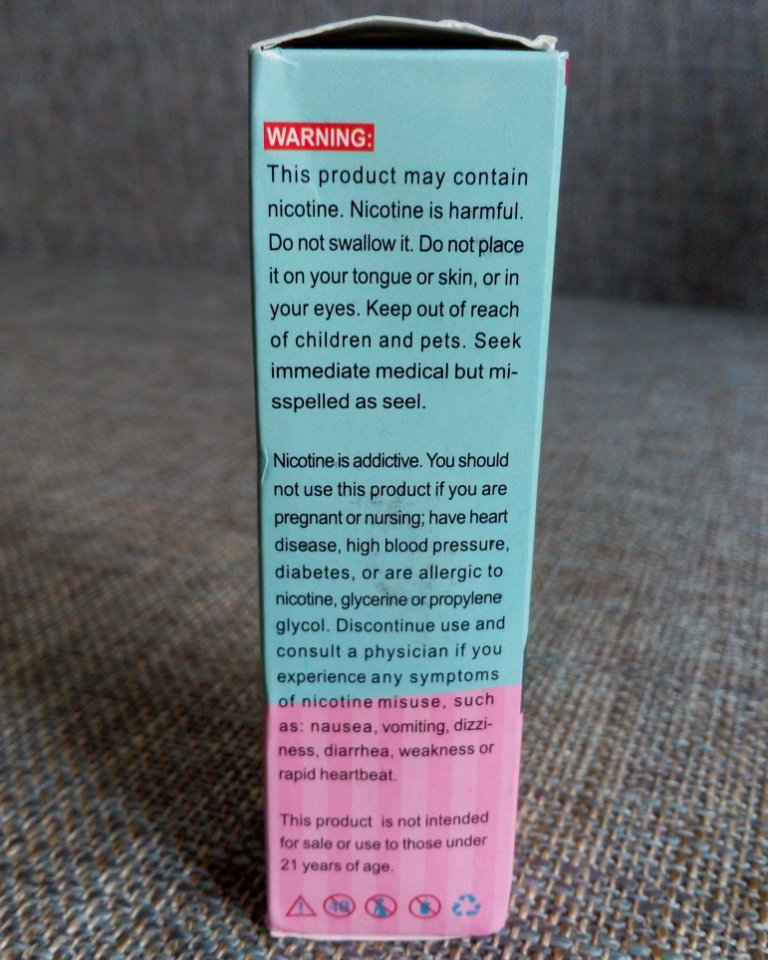 WARNING:
This product may contain
nicotine. Nicotine is harmful.
Do not swallow it. Do not place
it on your tongue or skin, or in
your eyes. Keep out of reach
of children and pets. Seek
immediate medical but mi-
sspelled as seel.
Nicotine is addictive. You should
not use this product if you are
pregnant or nursing; have heart
disease, high blood pressure,
diabetes, or are allergic to
nicotine, glycerine or propylene
glycol. Discontinue use and
consult a physician if you
experience any symptoms
of nicotine misuse, such
as: nausea, vomiting, dizzi-
ness, diarrhea, weakness or
rapid heartbeat.
This product is not intended
for sale or use to those under
21 years of age.
18